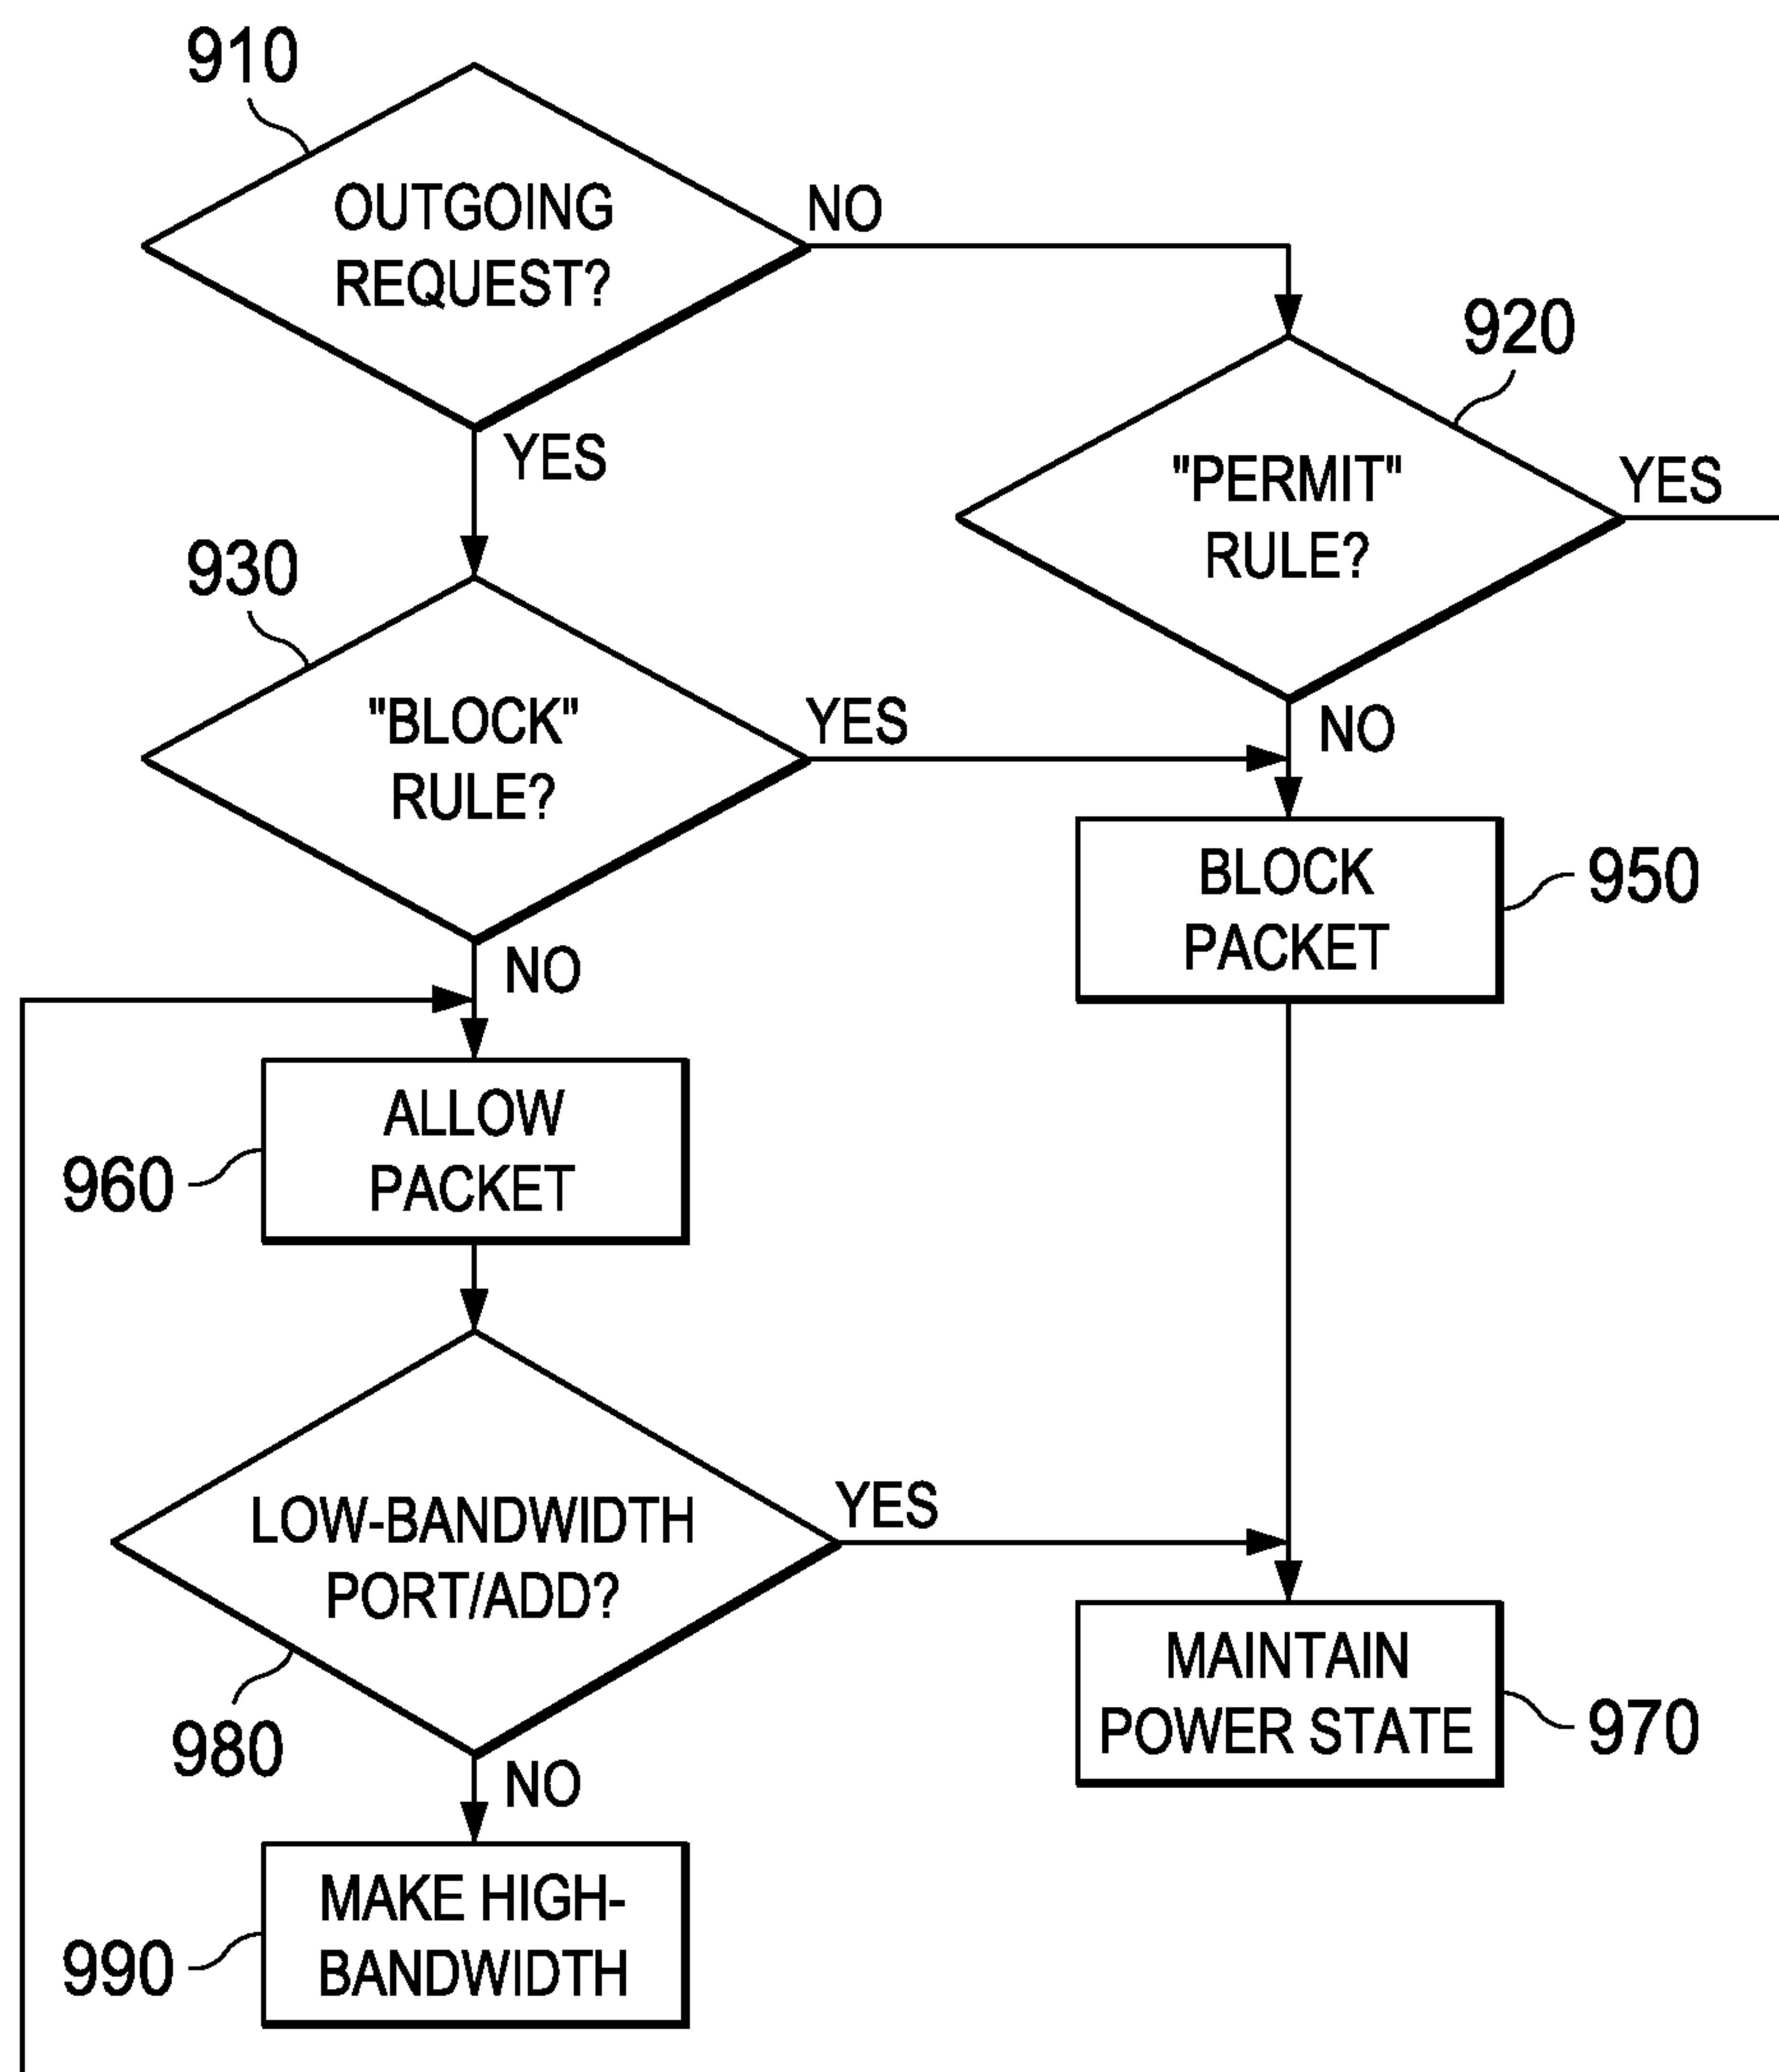 910
OUTGOING
REQUEST?
NO
YES
920
"PERMIT"
RULE?
YES
NO
930
"BLOCK"
RULE?
YES
NO
BLOCK
PACKET
950
ALLOW
PACKET
960
LOW-BANDWIDTH
PORT/ADD?
YES
980
NO
MAINTAIN
POWER STATE
970
MAKE HIGH-
BANDWIDTH
990